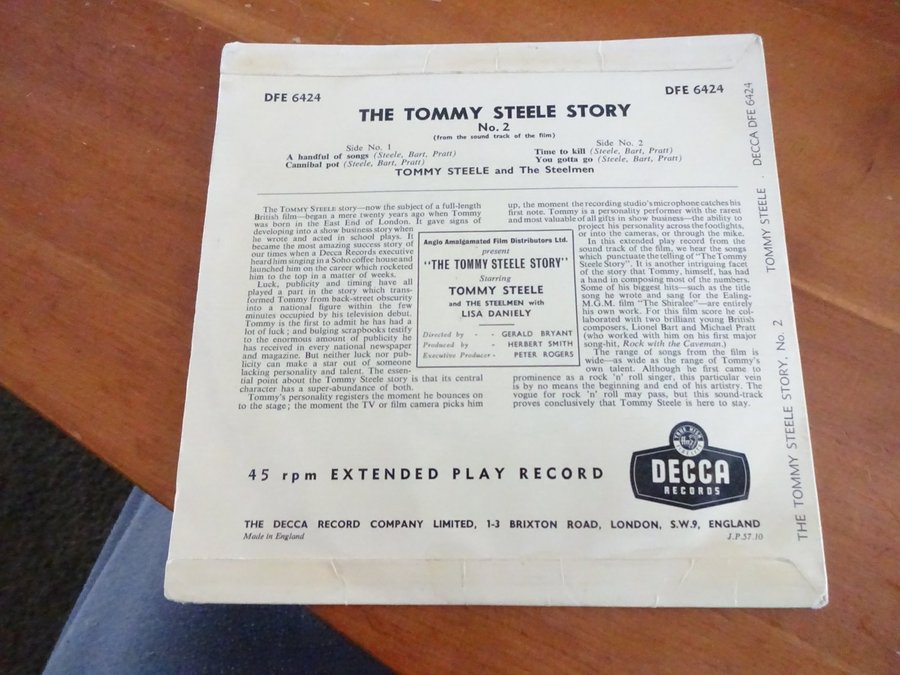 DFE 6424
DFE 6424
THE TOMMY STEELE STORY
No. 2
(from the sound track of the film)
Side No. 1
A handful of songs (Steele, Bart, Pratt)
Cannibal pot (Steele, Bart, Pratt)
Side No. 2
Time to kill (Steele, Bart, Pratt)
You gotta go (Steele, Bart, Pratt)
TOMMY STEELE and The Steelmen
The TOMMY STEELE story—now the subject of a full-length
British film—began a mere twenty years ago when Tommy
was born in the East End of London. It gave signs of
developing into a show business story when
he wrote and acted in school plays. It
became the most amazing success story of
our times when a Decca Records executive
heard him singing in a Soho coffee house and
launched him on the career which rocketed
him to the top in a matter of weeks.
Luck, publicity and timing have all
played a part in the story which trans-
formed Tommy from back-street obscurity
into a national figure within the few
minutes occupied by his television debut.
Tommy is the first to admit he has had a
lot of luck; and bulging scrapbooks testify
to the enormous amount of publicity he
has received in every national newspaper
and magazine. But neither luck nor pub-
licity can make a star out of someone
lacking personality and talent. The essen-
tial point about the Tommy Steele story is that its central
character has a super-abundance of both.
Tommy's personality registers the moment he bounces on
to the stage; the moment the TV or film camera picks him
Anglo Amalgamated Film Distributors Ltd.
present
"THE TOMMY STEELE STORY"
Starring
TOMMY STEELE
and THE STEELMEN with
LISA DANIELY
Directed by - - GERALD BRYANT
Produced by - HERBERT SMITH
Executive Producer - PETER ROGERS
up, the moment the recording studio's microphone catches his
first note. Tommy is a personality performer with the rarest
and most valuable of all gifts in show business—the ability to
project his personality across the footlights,
or into the cameras, or through the mike.
In this extended play record from the
sound track of the film, we hear the songs
which punctuate the telling of "The Tommy
Steele Story". It is another intriguing facet
of the story that Tommy, himself, has had
a hand in composing most of the numbers.
Some of his biggest hits—such as the title
song he wrote and sang for the Ealing-
M.G.M. film "The Shiralee"—are entirely
his own work. For this film score he col-
laborated with two brilliant young British
composers, Lionel Bart and Michael Pratt
(who worked with him on his first major
song-hit, Rock with the Caveman.)
The range of songs from the film is
wide—as wide as the range of Tommy's
own talent. Although he first came to
prominence as a rock 'n' roll singer, this particular vein
is by no means the beginning and end of his artistry. The
vogue for rock 'n' roll may pass, but this sound-track
proves conclusively that Tommy Steele is here to stay.
45 rpm EXTENDED PLAY RECORD
DECCA
RECORDS
THE DECCA RECORD COMPANY LIMITED, 1-3 BRIXTON ROAD, LONDON, S.W.9, ENGLAND
Made in England
J.P.57.10
THE TOMMY STEELE STORY, No. 2 TOMMY STEELE . DECCA DFE 6424